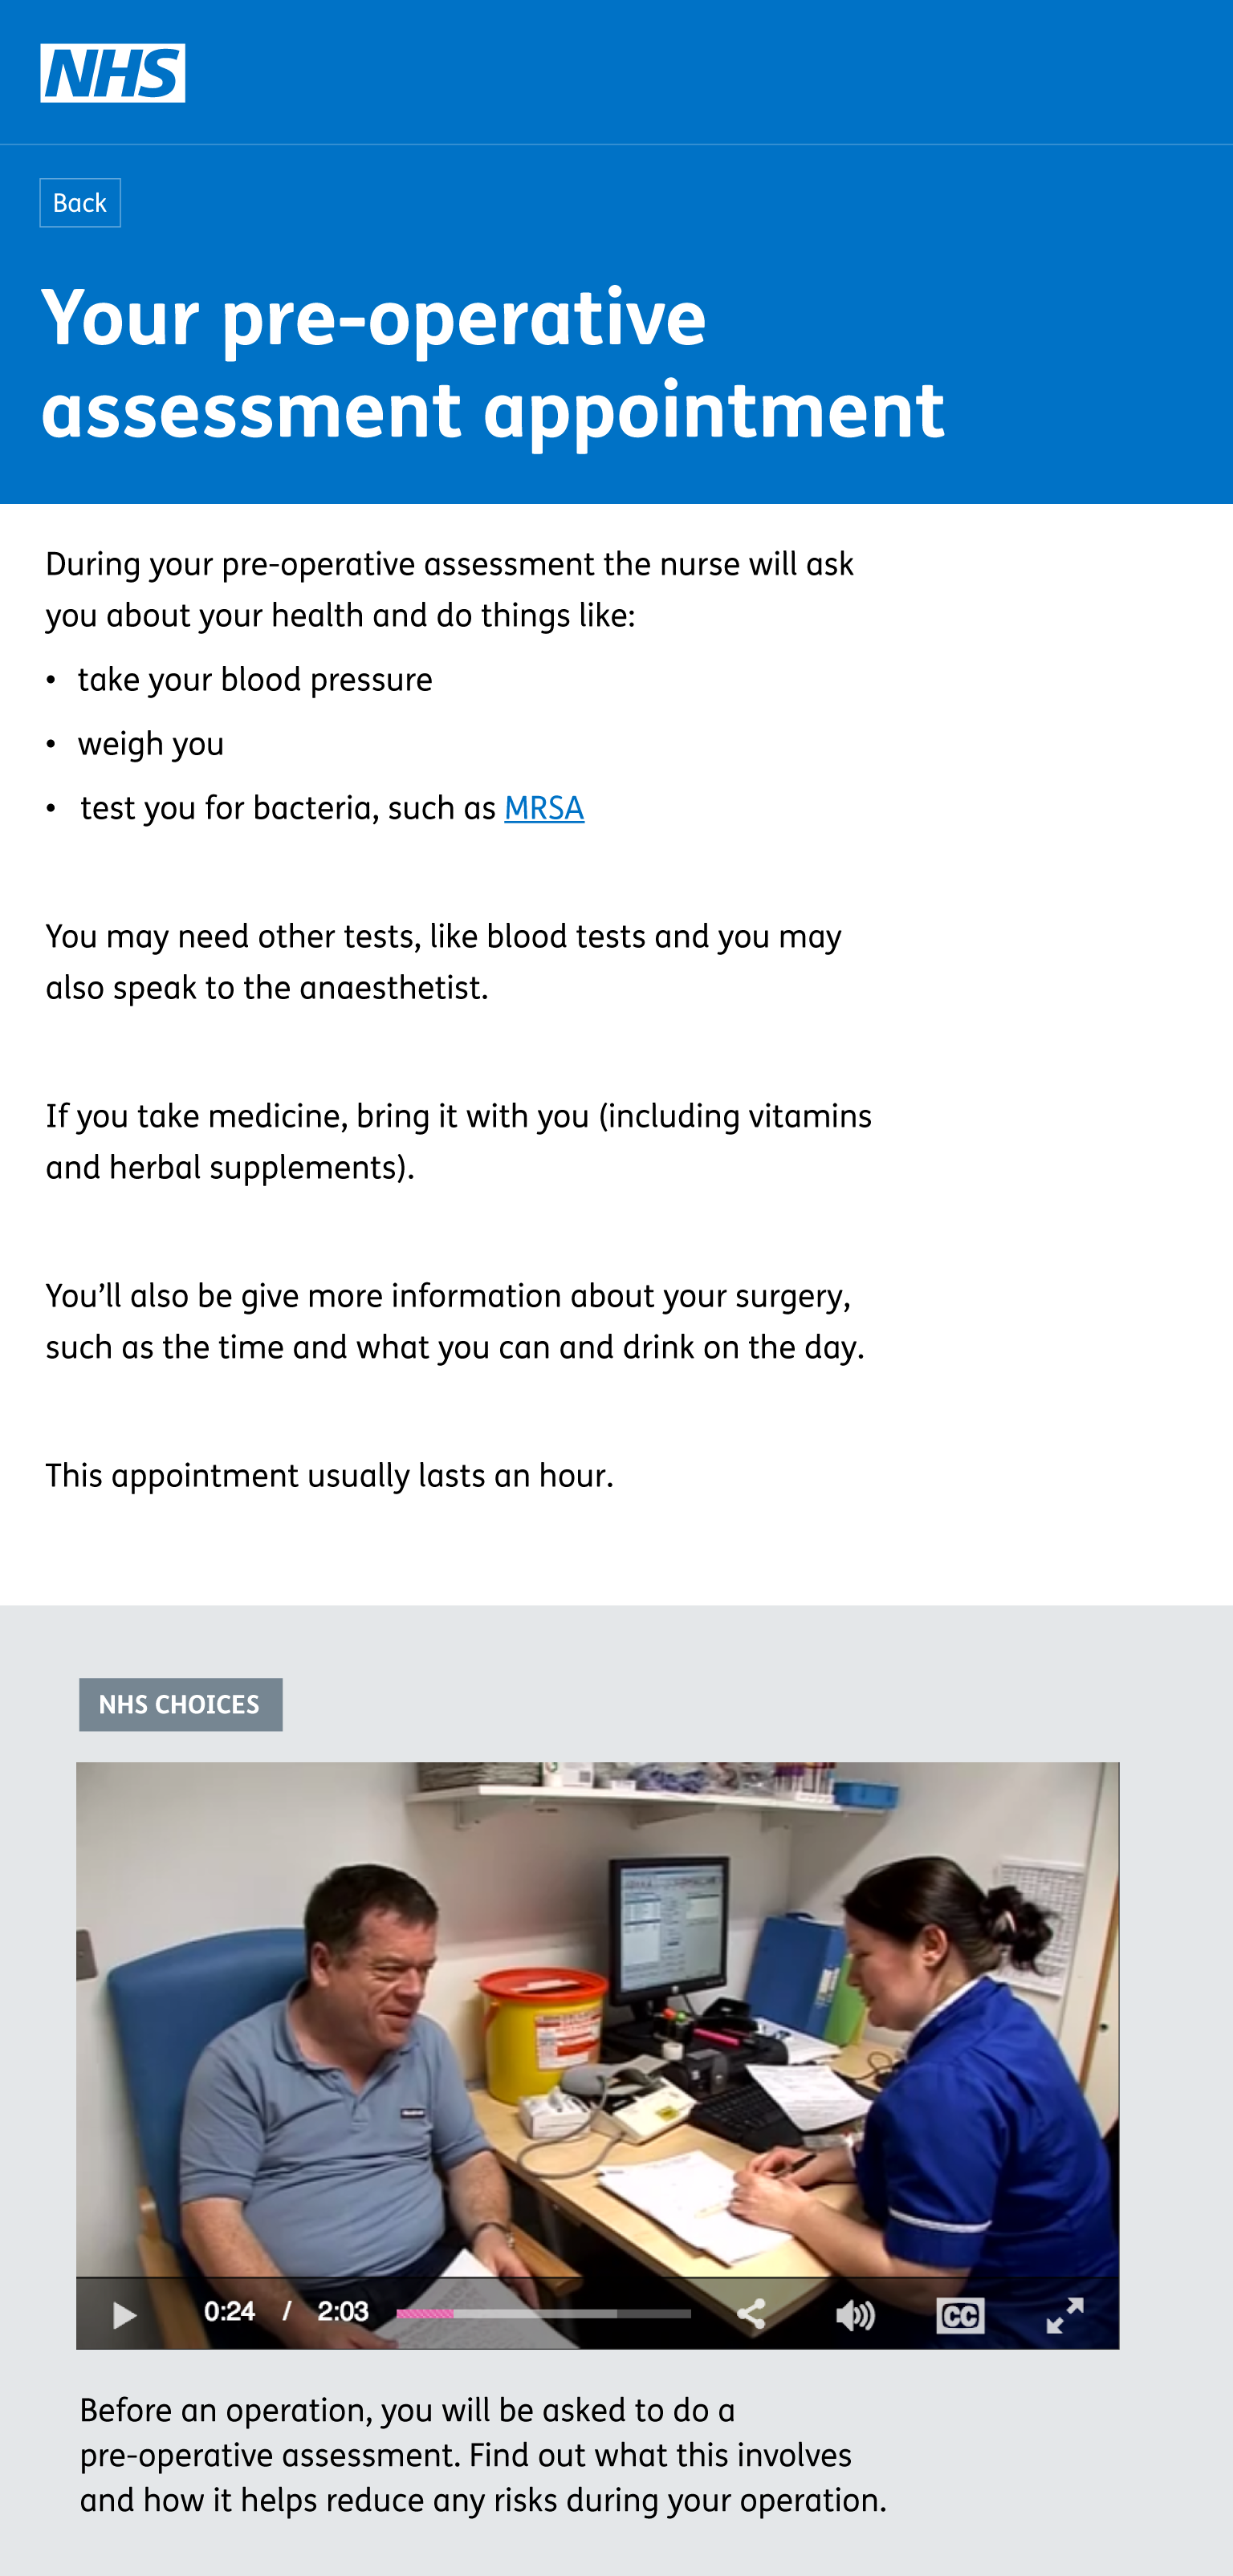 NHS
Back
Your pre-operative
assessment appointment
During your pre-operative assessment the nurse will ask
you about your health and do things like:
• take your blood pressure
• weigh you
• test you for bacteria, such as MRSA
You may need other tests, like blood tests and you may
also speak to the anaesthetist.
If you take medicine, bring it with you (including vitamins
and herbal supplements).
You’ll also be give more information about your surgery,
such as the time and what you can and drink on the day.
This appointment usually lasts an hour.
NHS CHOICES
0:24 / 2:03
CC
Before an operation, you will be asked to do a
pre-operative assessment. Find out what this involves
and how it helps reduce any risks during your operation.